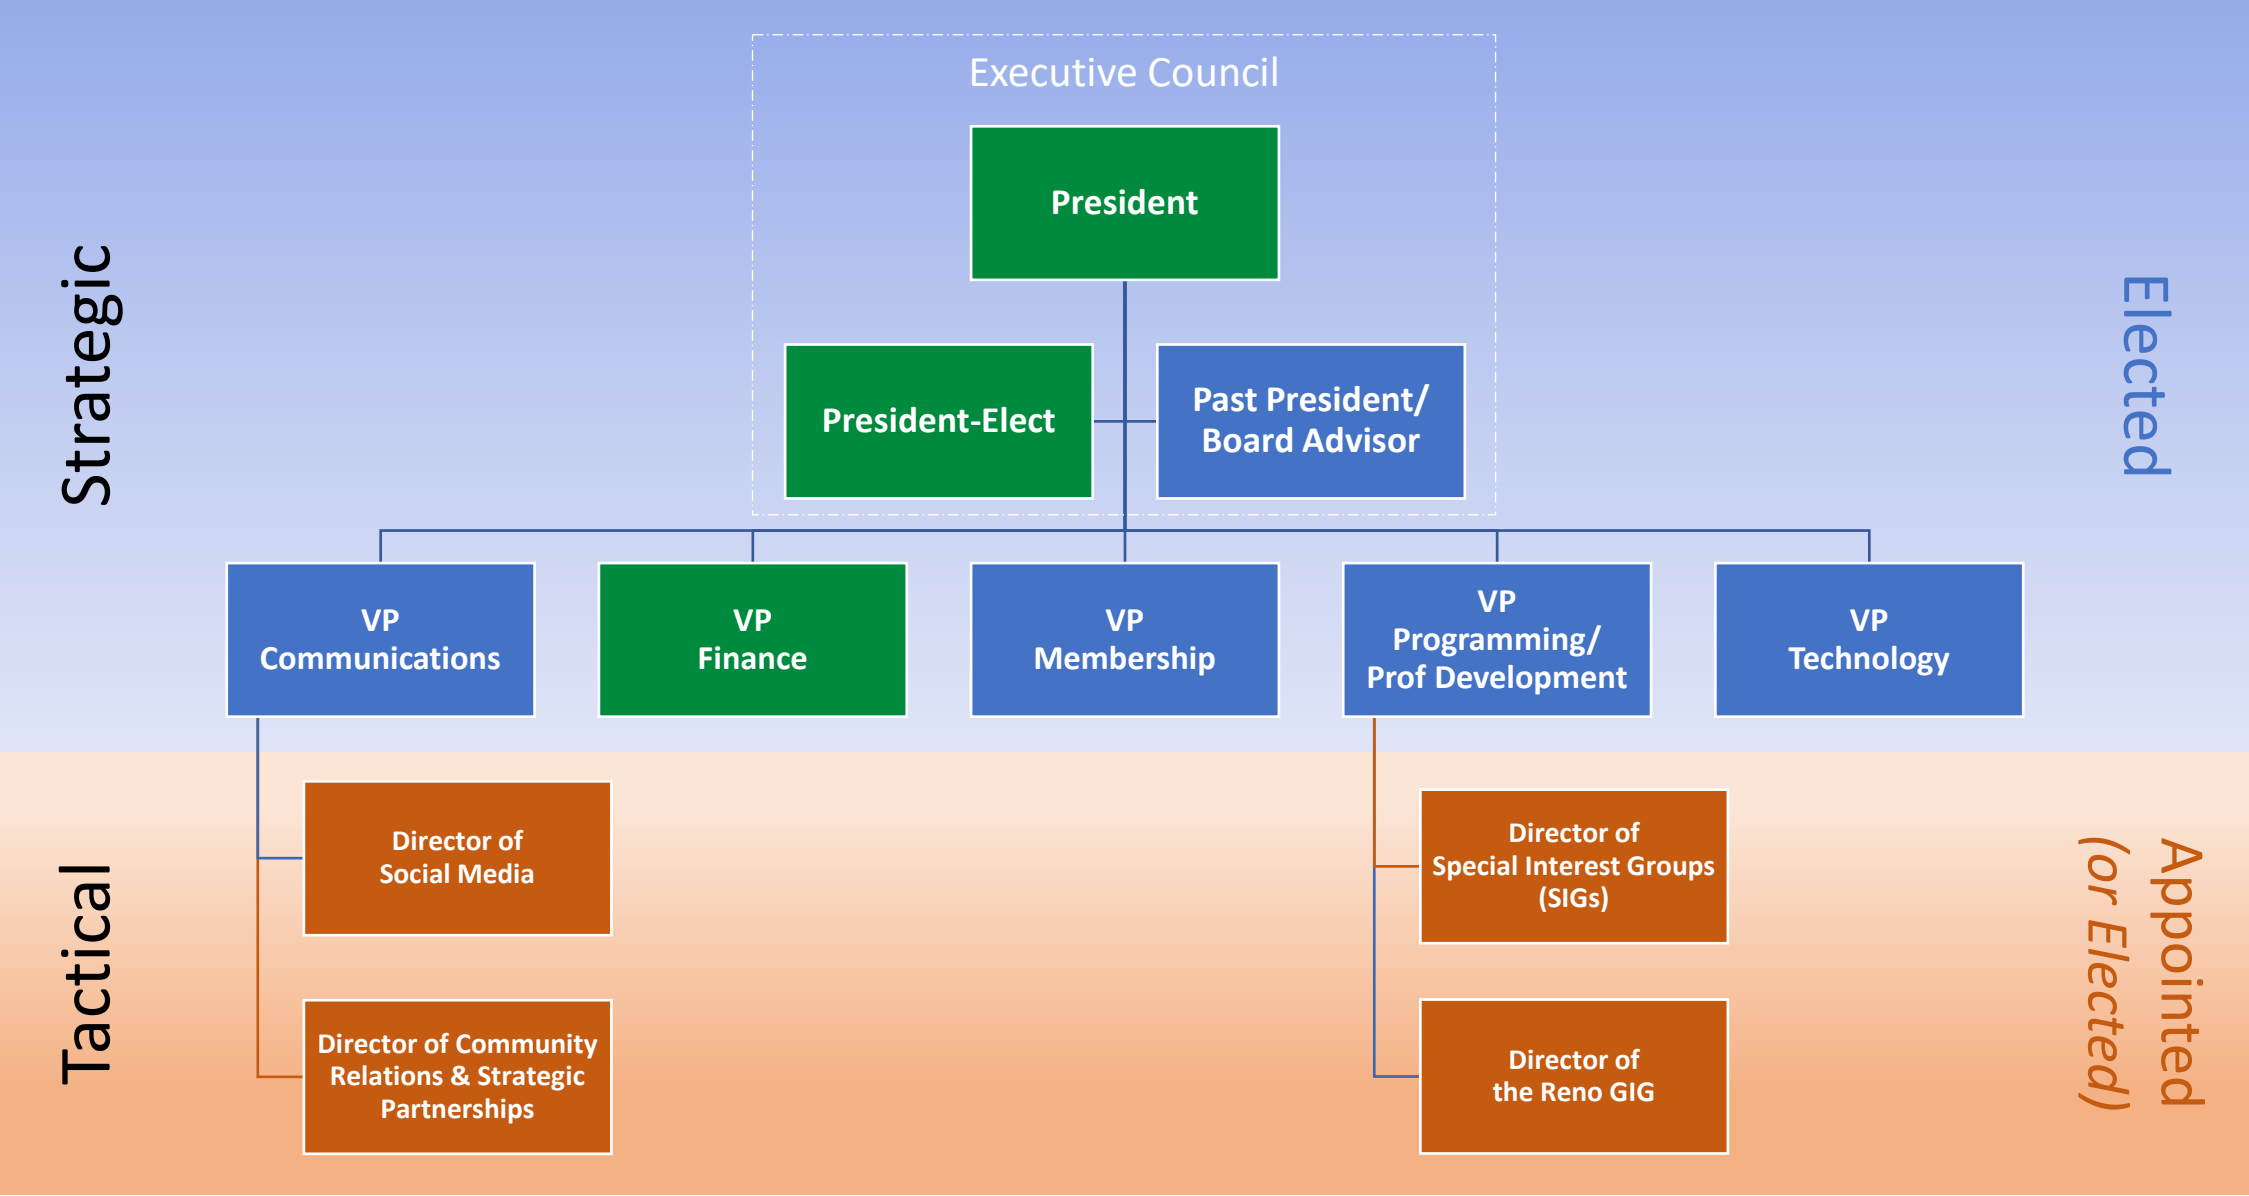 Executive Council
President
President-Elect
Past President/
Board Advisor
Strategic
Elected
VP
Communications
VP
Finance
VP
Membership
VP
Programming/
Prof Development
VP
Technology
Director of
Social Media
Director of
Special Interest Groups
(SIGs)
Tactical
Appointed
(or Elected)
Director of Community
Relations & Strategic
Partnerships
Director of
the Reno GIG